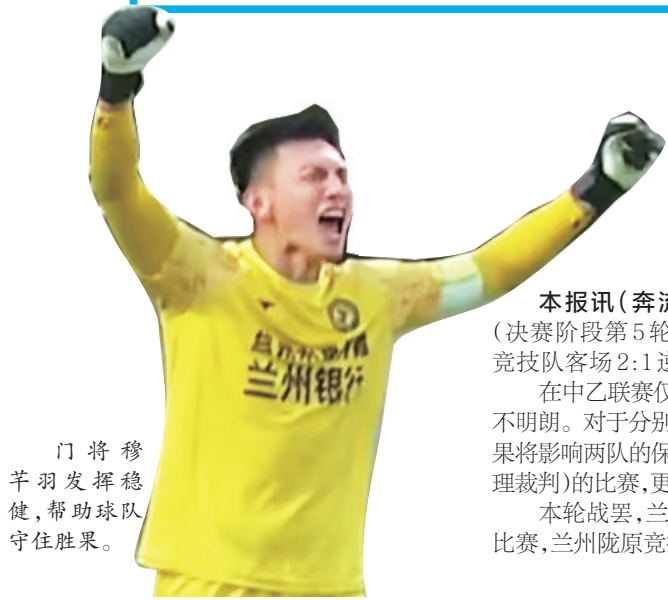 兰州银行
门将穆
芊羽发挥稳
健,帮助球队
守住胜果。
本报讯(奔
(决赛阶段第5轮
竞技队客场2:1逆
在中乙联赛仅
不明朗。对于分别
果将影响两队的保
理裁判)的比赛,更
本轮战罢,兰
比赛,兰州陇原竞